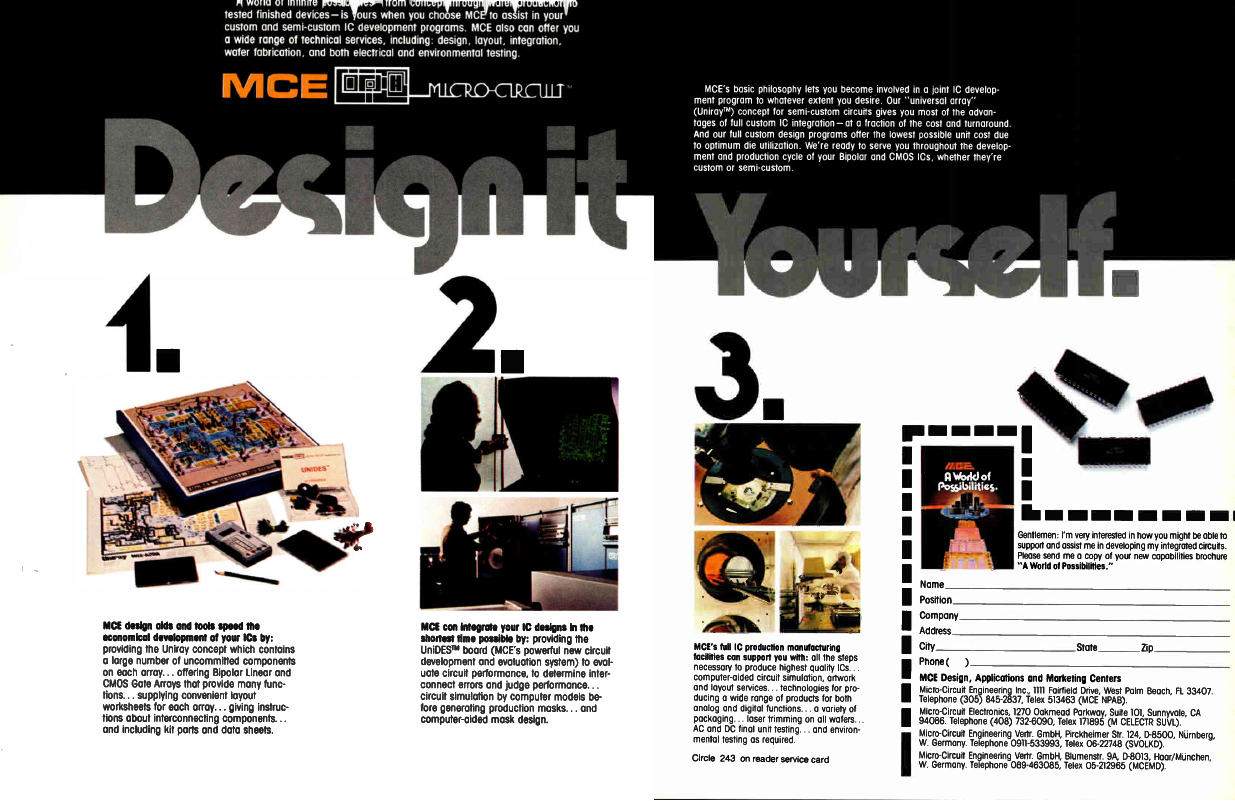 A world of infinite possibilities—from concept through wafer production to
tested finished devices—is yours when you choose MCE to assist in your
custom and semi-custom IC development programs. MCE also can offer you
a wide range of technical services, including: design, layout, integration,
wafer fabrication, and both electrical and environmental testing.
MCE MICRO-CIRCUIT™
Design it
1.
2.
UNIDES™
MCE design aids and tools speed the
economical development of your ICs by:
providing the Uniray concept which contains
a large number of uncommitted components
on each array... offering Bipolar Linear and
CMOS Gate Arrays that provide many func-
tions... supplying convenient layout
worksheets for each array... giving instruc-
tions about interconnecting components...
and including kit parts and data sheets.
MCE can integrate your IC designs in the
shortest time possible by: providing the
UniDES™ board (MCE's powerful new circuit
development and evaluation system) to eval-
uate circuit performance, to determine inter-
connect errors and judge performance...
circuit simulation by computer models be-
fore generating production masks... and
computer-aided mask design.
MCE's basic philosophy lets you become involved in a joint IC develop-
ment program to whatever extent you desire. Our "universal array"
(Uniray™) concept for semi-custom circuits gives you most of the advan-
tages of full custom IC integration—at a fraction of the cost and turnaround.
And our full custom design programs offer the lowest possible unit cost due
to optimum die utilization. We're ready to serve you throughout the develop-
ment and production cycle of your Bipolar and CMOS ICs, whether they're
custom or semi-custom.
Yourself.
3.
MCE's full IC production manufacturing
facilities can support you with: all the steps
necessary to produce highest quality ICs...
computer-aided circuit simulation, artwork
and layout services... technologies for pro-
ducing a wide range of products for both
analog and digital functions... a variety of
packaging... laser trimming on all wafers...
AC and DC final unit testing... and environ-
mental testing as required.
Circle 243 on reader service card
MCE
A World of
Possibilities.
Gentlemen: I'm very interested in how you might be able to
support and assist me in developing my integrated circuits.
Please send me a copy of your new capabilities brochure
"A World of Possibilities."
Name
Position
Company
Address
City State Zip
Phone ( )
MCE Design, Applications and Marketing Centers
Micro-Circuit Engineering Inc., 1111 Fairfield Drive, West Palm Beach, FL 33407.
Telephone (305) 845-2837, Telex 513463 (MCE NPAB).
Micro-Circuit Electronics, 1270 Oakmead Parkway, Suite 101, Sunnyvale, CA
94086. Telephone (408) 732-6090, Telex 171895 (M CELECTR SUVL).
Micro-Circuit Engineering Vertr. GmbH, Pirckheimer Str. 124, D-8500, Nürnberg,
W. Germany. Telephone 0911-533993, Telex 06-22748 (SVOLKD).
Micro-Circuit Engineering Vertr. GmbH, Blumenstr. 9A, D-8013, Haar/München,
W. Germany. Telephone 089-463085, Telex 05-212965 (MCEMD).